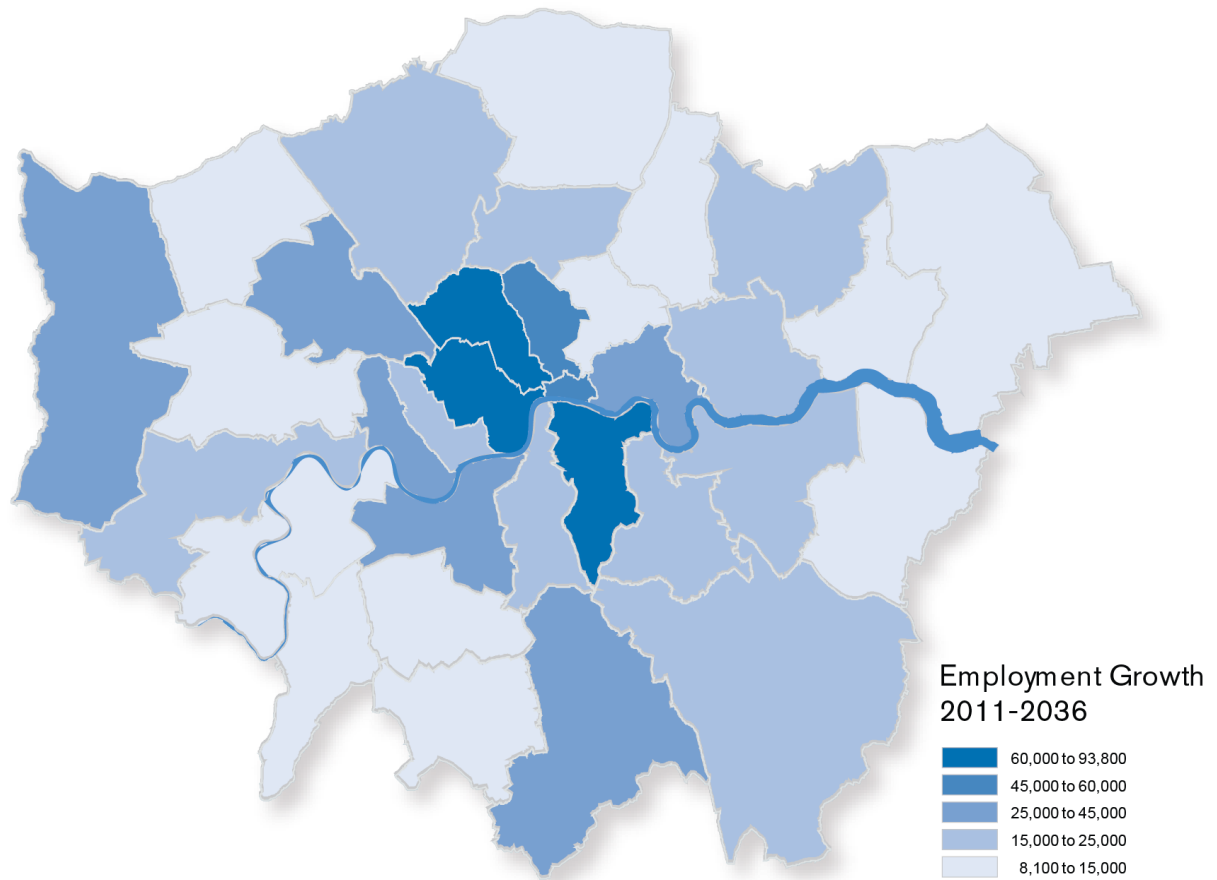 Employment Growth
2011-2036
60,000 to 93,800
45,000 to 60,000
25,000 to 45,000
15,000 to 25,000
8,100 to 15,000